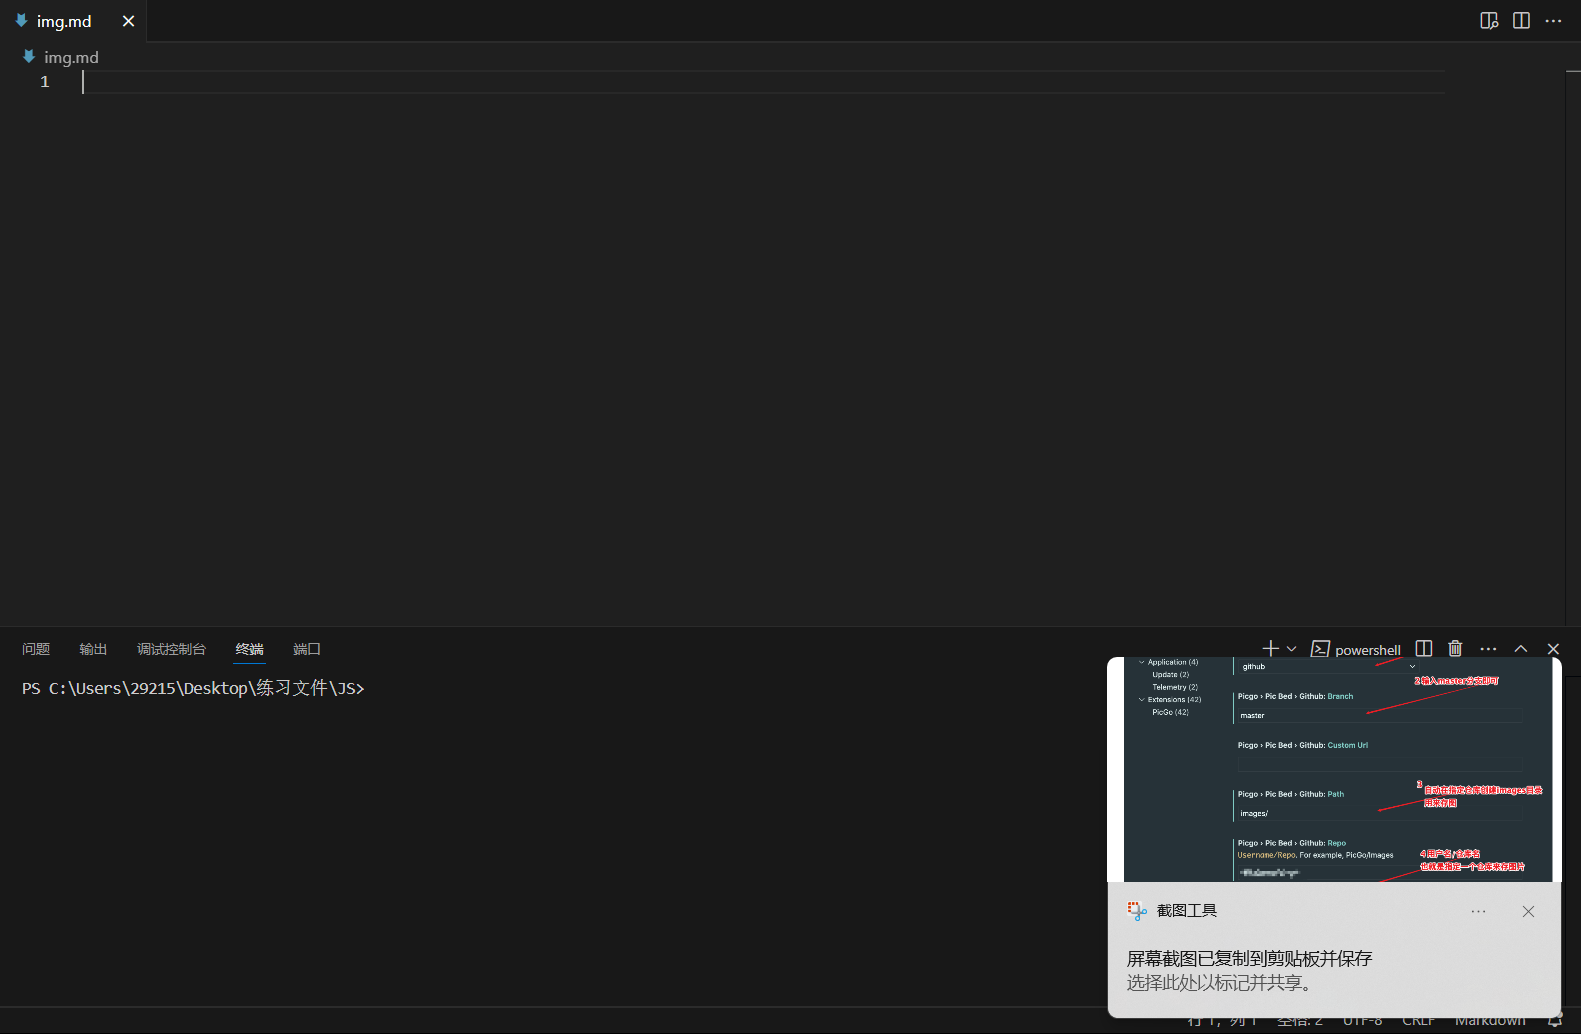 img.md
img.md
1
问题 输出 调试控制台 终端 端口
powershell
PS C:\Users\29215\Desktop\练习文件\JS>
Application (4)
Update (2)
Telemetry (2)
Extensions (42)
PicGo (42)
github
2 输入master分支即可
Picgo › Pic Bed › Github: Branch
master
Picgo › Pic Bed › Github: Custom Url
Picgo › Pic Bed › Github: Path
images/
3 自动在指定仓库创建images目录
用来存图
Picgo › Pic Bed › Github: Repo
Username/Repo. For example, PicGo/Images
4 用户名/仓库名
也就是指定一个仓库来存图片
截图工具
屏幕截图已复制到剪贴板并保存
选择此处以标记并共享。
行 1，列 1 空格: 2 UTF-8 CRLF Markdown